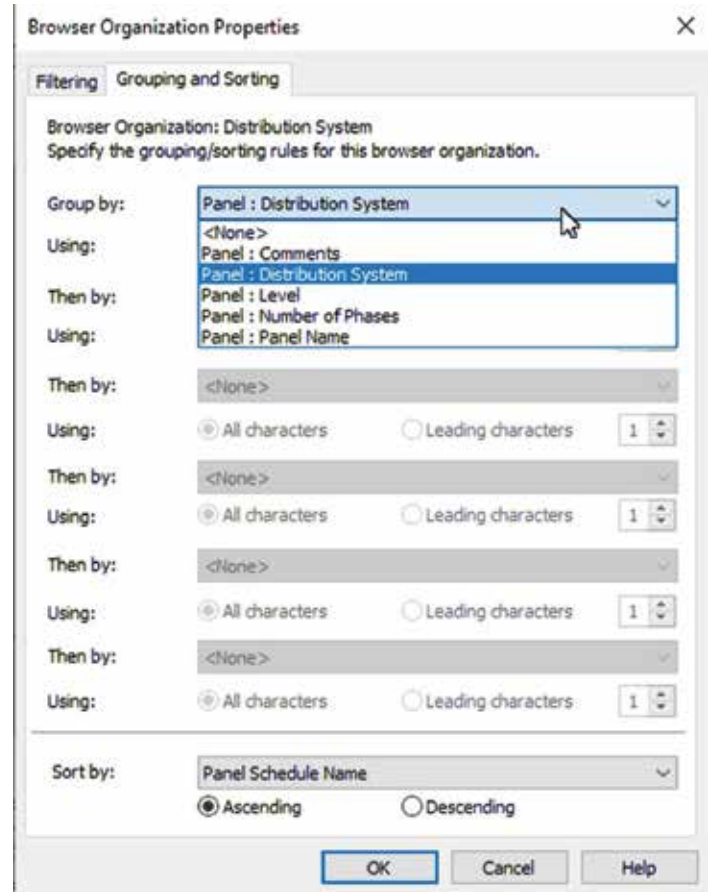 Browser Organization Properties
Filtering Grouping and Sorting
Browser Organization: Distribution System
Specify the grouping/sorting rules for this browser organization.
Group by: Panel : Distribution System
<None>
Using:
Panel : Comments
Panel : Distribution System
Then by: Panel : Level
Panel : Number of Phases
Using: Panel : Panel Name
Then by: <None>
Using: All characters Leading characters 1
Then by: <None>
Using: All characters Leading characters 1
Then by: <None>
Using: All characters Leading characters 1
Then by: <None>
Using: All characters Leading characters 1
Sort by: Panel Schedule Name
Ascending Descending
OK Cancel Help